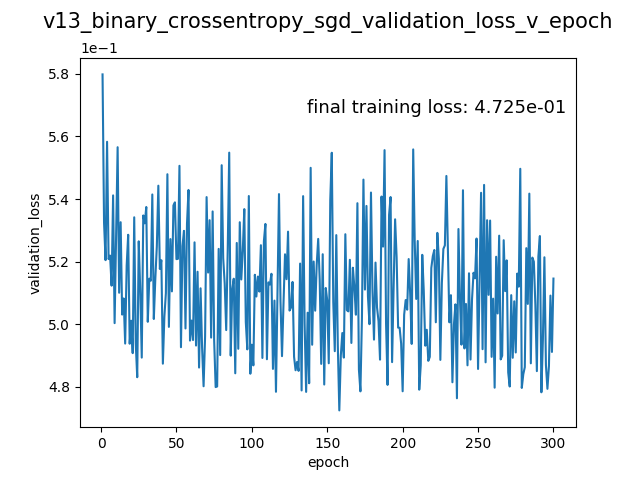 v13_binary_crossentropy_sgd_validation_loss_v_epoch
1e−1
5.8
final training loss: 4.725e-01
5.6
5.4
validation_loss
5.2
5.0
4.8
0 50 100 150 200 250 300
epoch